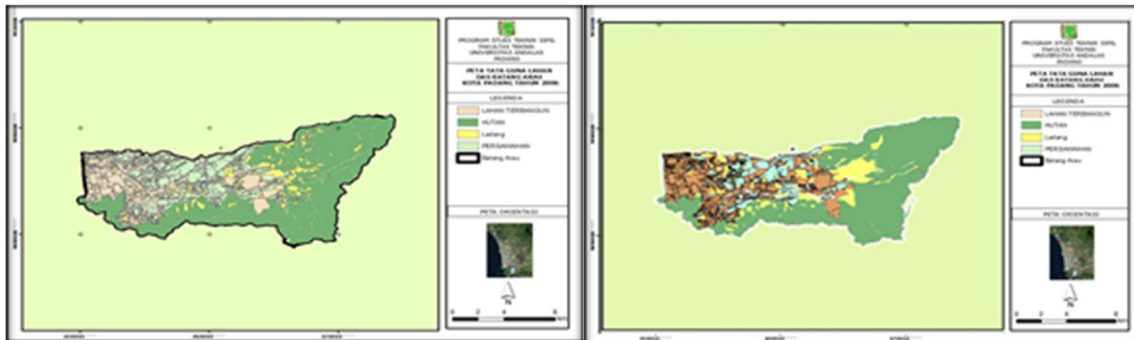 PROGRAM STUDI TEKNIK SIPIL
FAKULTAS TEKNIK
UNIVERSITAS ANDALAS
PADANG
PETA TATA GUNA LAHAN
DAS BATANG ARAU
KOTA PADANG TAHUN 2006
LEGENDA
LAHAN TERBANGUN
HUTAN
Ladang
PERSAWAHAN
Batang Arau
PETA ORIENTASI
N
PROGRAM STUDI TEKNIK SIPIL
FAKULTAS TEKNIK
UNIVERSITAS ANDALAS
PADANG
PETA TATA GUNA LAHAN
DAS BATANG ARAU
KOTA PADANG TAHUN 2006
LEGENDA
LAHAN TERBANGUN
HUTAN
Ladang
PERSAWAHAN
Batang Arau
PETA ORIENTASI
N